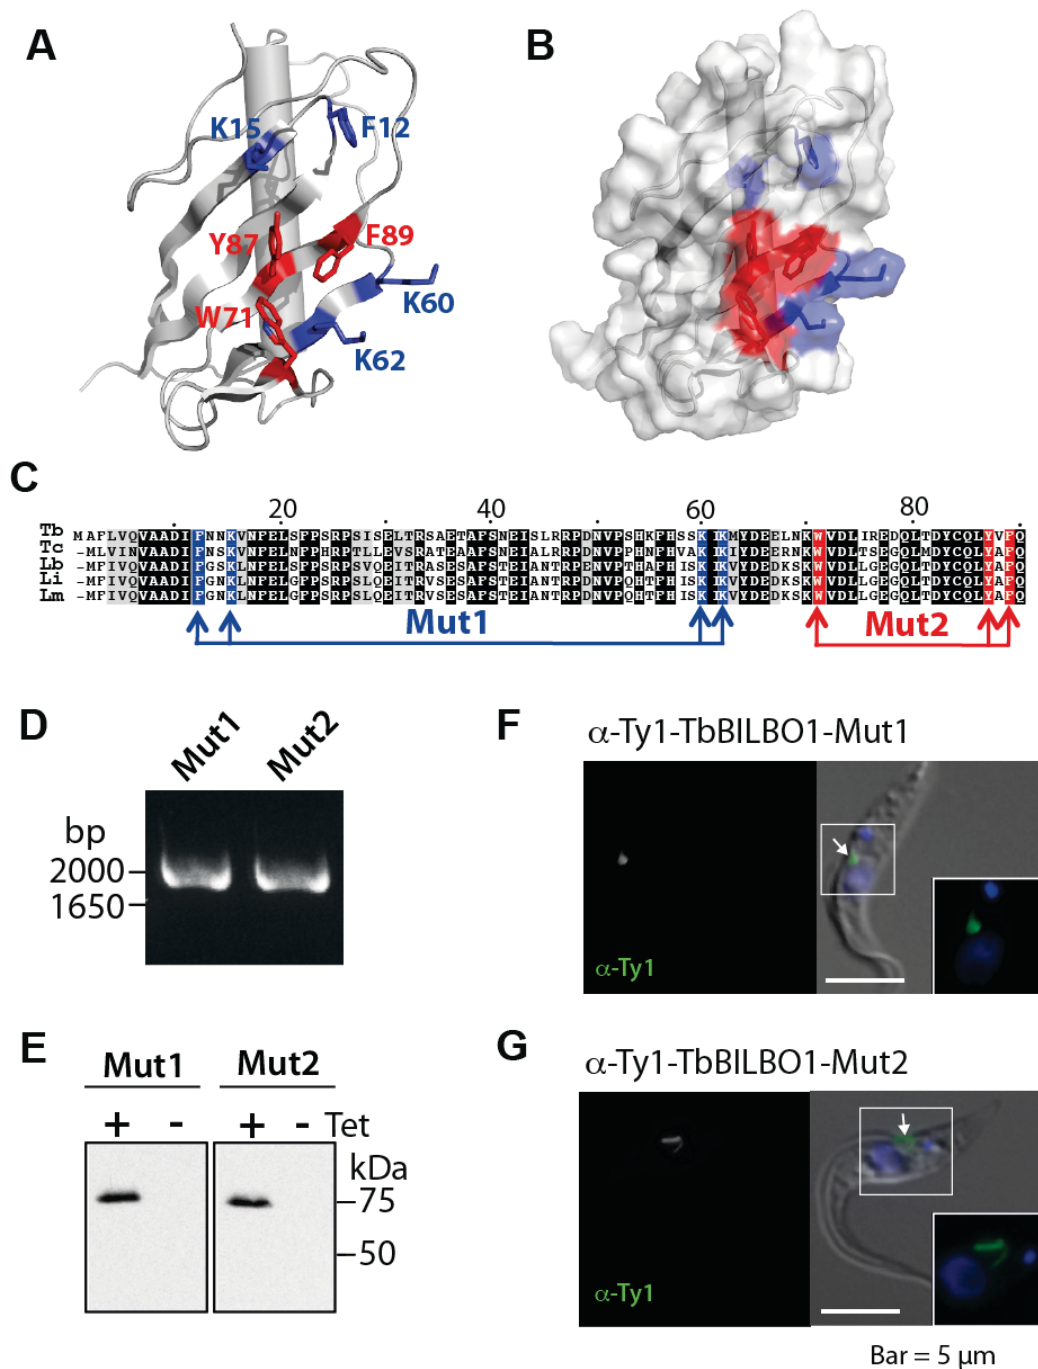 A
K15
F12
Y87
F89
W71
K60
K62
B
C
20 40 60 80
Tb MAFLVQVAADIFNNKVNFELSFPSRPSISELTRSAETAFSNEISLRRPDNVPSHKFHSSKIKMYDEELNKWVDLIREDQLTDYCQLYVFQ
Tc
Lb
Li
Lm
Mut1 Mut2
D
Mut1 Mut2
bp
2000
1650
E
Mut1 Mut2
+ - + - Tet
kDa
75
50
F
α-Ty1-TbBILBO1-Mut1
α-Ty1
G
α-Ty1-TbBILBO1-Mut2
α-Ty1
Bar = 5 μm